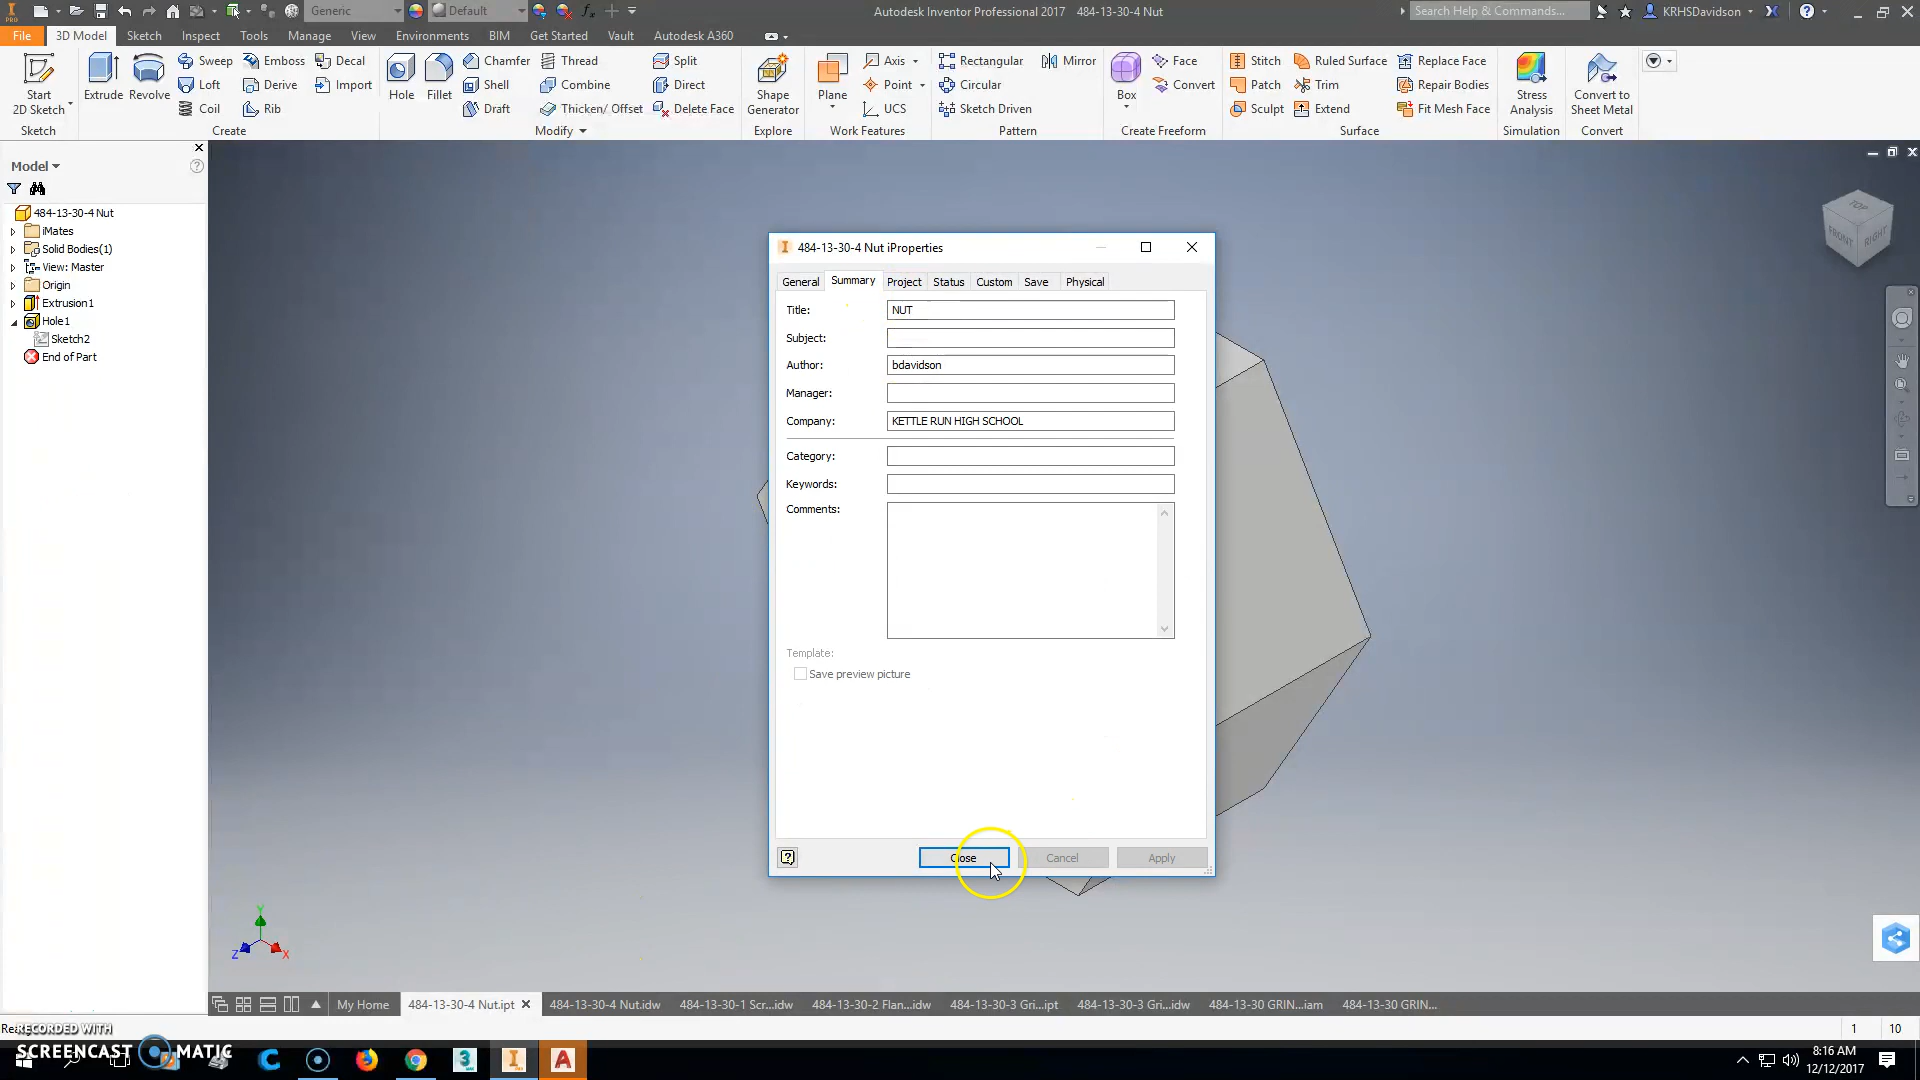 Generic
Default
Autodesk Inventor Professional 2017 484-13-30-4 Nut
Search Help & Commands...
KRHSDavidson
PRO
File
3D Model
Sketch
Inspect
Tools
Manage
View
Environments
BIM
Get Started
Vault
Autodesk A360
Start
2D Sketch
Sketch
Extrude
Revolve
Sweep
Emboss
Decal
Loft
Derive
Import
Coil
Rib
Create
Hole
Fillet
Chamfer
Thread
Split
Shell
Combine
Direct
Draft
Thicken/ Offset
Delete Face
Modify
Shape
Generator
Explore
Plane
Axis
Point
UCS
Work Features
Rectangular
Mirror
Circular
Sketch Driven
Pattern
Box
Face
Convert
Create Freeform
Stitch
Ruled Surface
Replace Face
Patch
Trim
Repair Bodies
Sculpt
Extend
Fit Mesh Face
Surface
Stress
Analysis
Simulation
Convert to
Sheet Metal
Convert
Model
484-13-30-4 Nut
iMates
Solid Bodies(1)
View: Master
Origin
Extrusion1
Hole1
Sketch2
End of Part
TOP
FRONT
RIGHT
484-13-30-4 Nut iProperties
General
Summary
Project
Status
Custom
Save
Physical
Title:
NUT
Subject:
Author:
bdavidson
Manager:
Company:
KETTLE RUN HIGH SCHOOL
Category:
Keywords:
Comments:
Template:
Save preview picture
Close
Cancel
Apply
Y
Z
X
My Home
484-13-30-4 Nut.ipt
484-13-30-4 Nut.idw
484-13-30-1 Scr...idw
484-13-30-2 Flan...idw
484-13-30-3 Gri...ipt
484-13-30-3 Gri...idw
484-13-30 GRIN...iam
484-13-30 GRIN...
1
10
RECORDED WITH
SCREENCAST MATIC
8:16 AM
12/12/2017